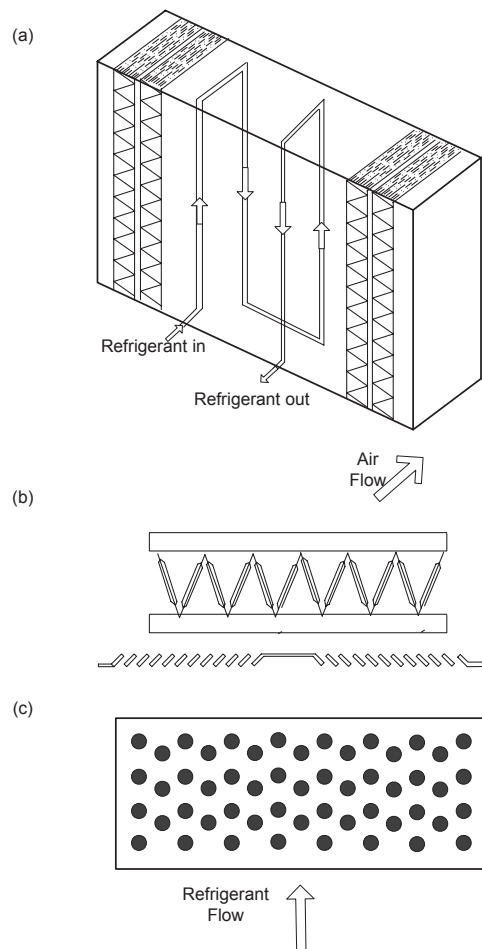 (a)
Refrigerant in
Refrigerant out
Air
Flow
(b)
(c)
Refrigerant
Flow